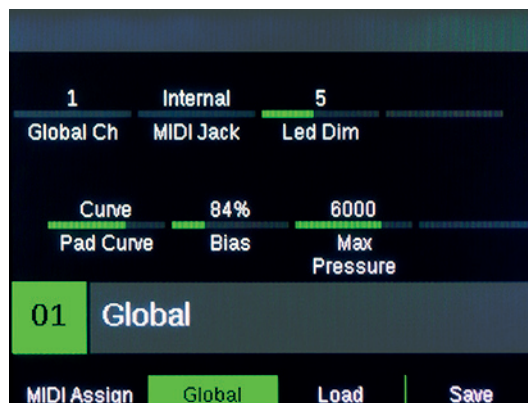 1 Internal 5
Global Ch MIDI Jack Led Dim
Curve 84% 6000
Pad Curve Bias Max
Pressure
01 Global
MIDI Assign Global Load Save